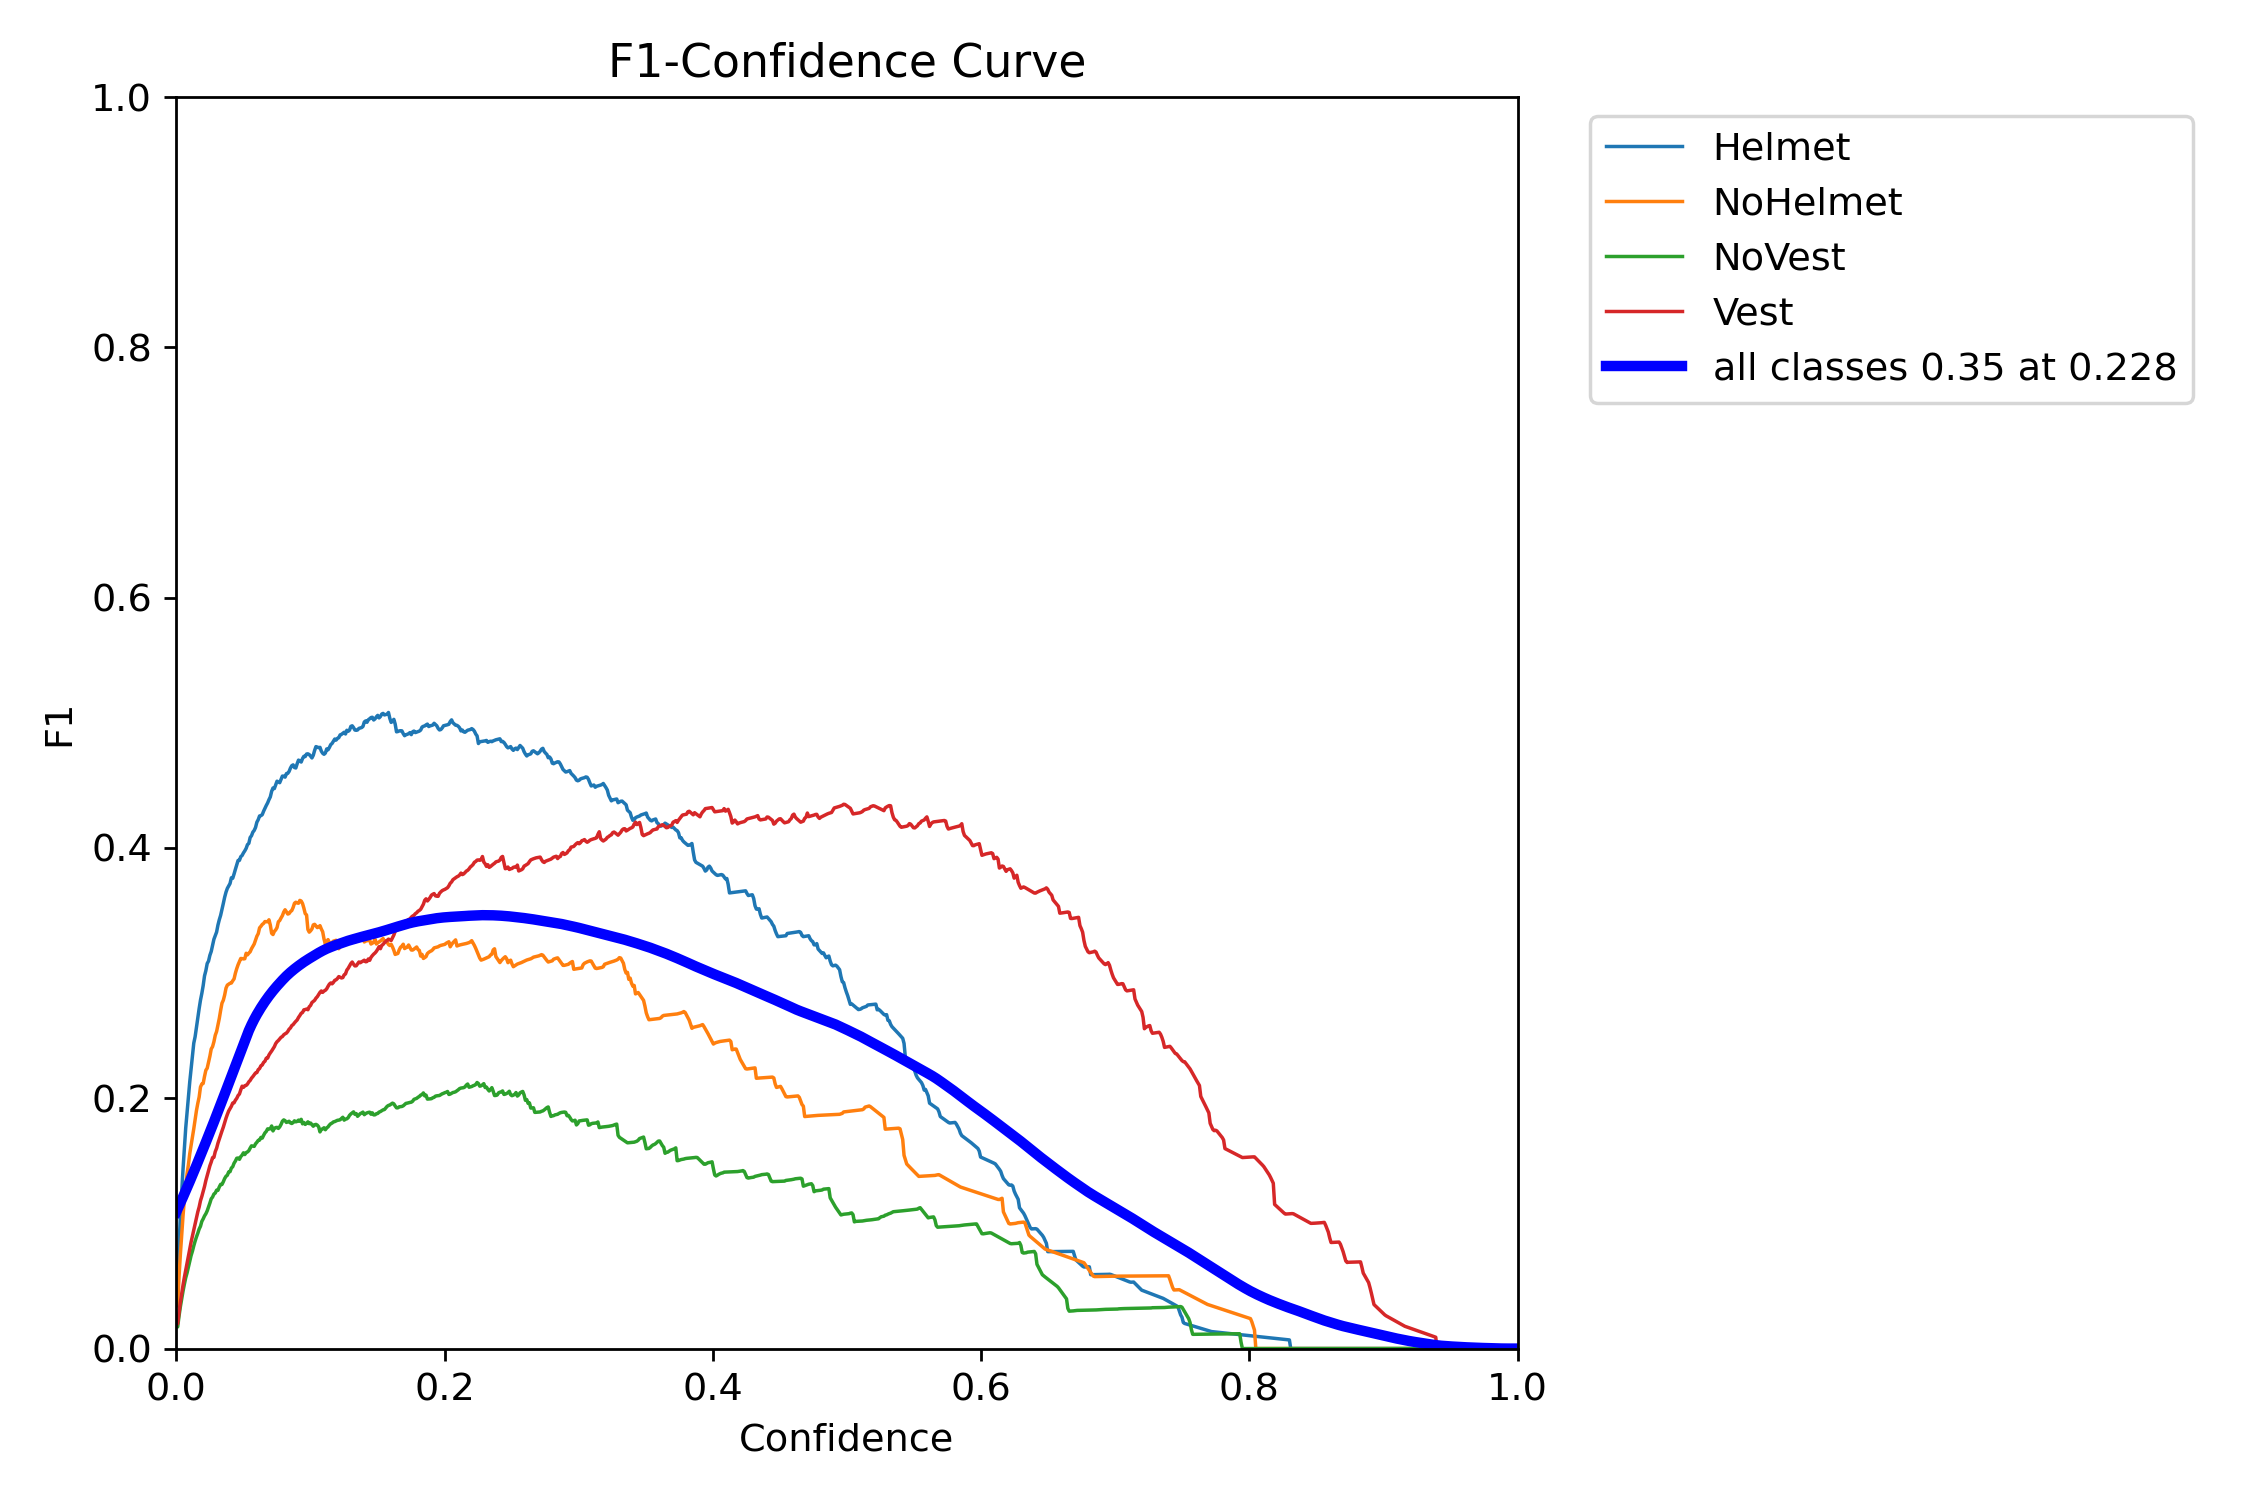 F1-Confidence Curve
1.0
0.8
0.6
0.4
0.2
0.0
F1
0.0 0.2 0.4 0.6 0.8 1.0
Confidence
Helmet
NoHelmet
NoVest
Vest
all classes 0.35 at 0.228